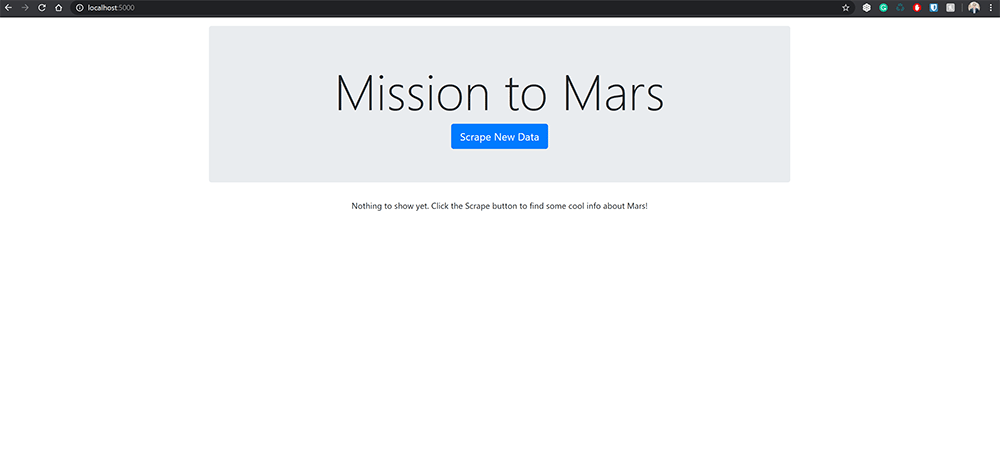 localhost:5000
Mission to Mars
Scrape New Data
Nothing to show yet. Click the Scrape button to find some cool info about Mars!